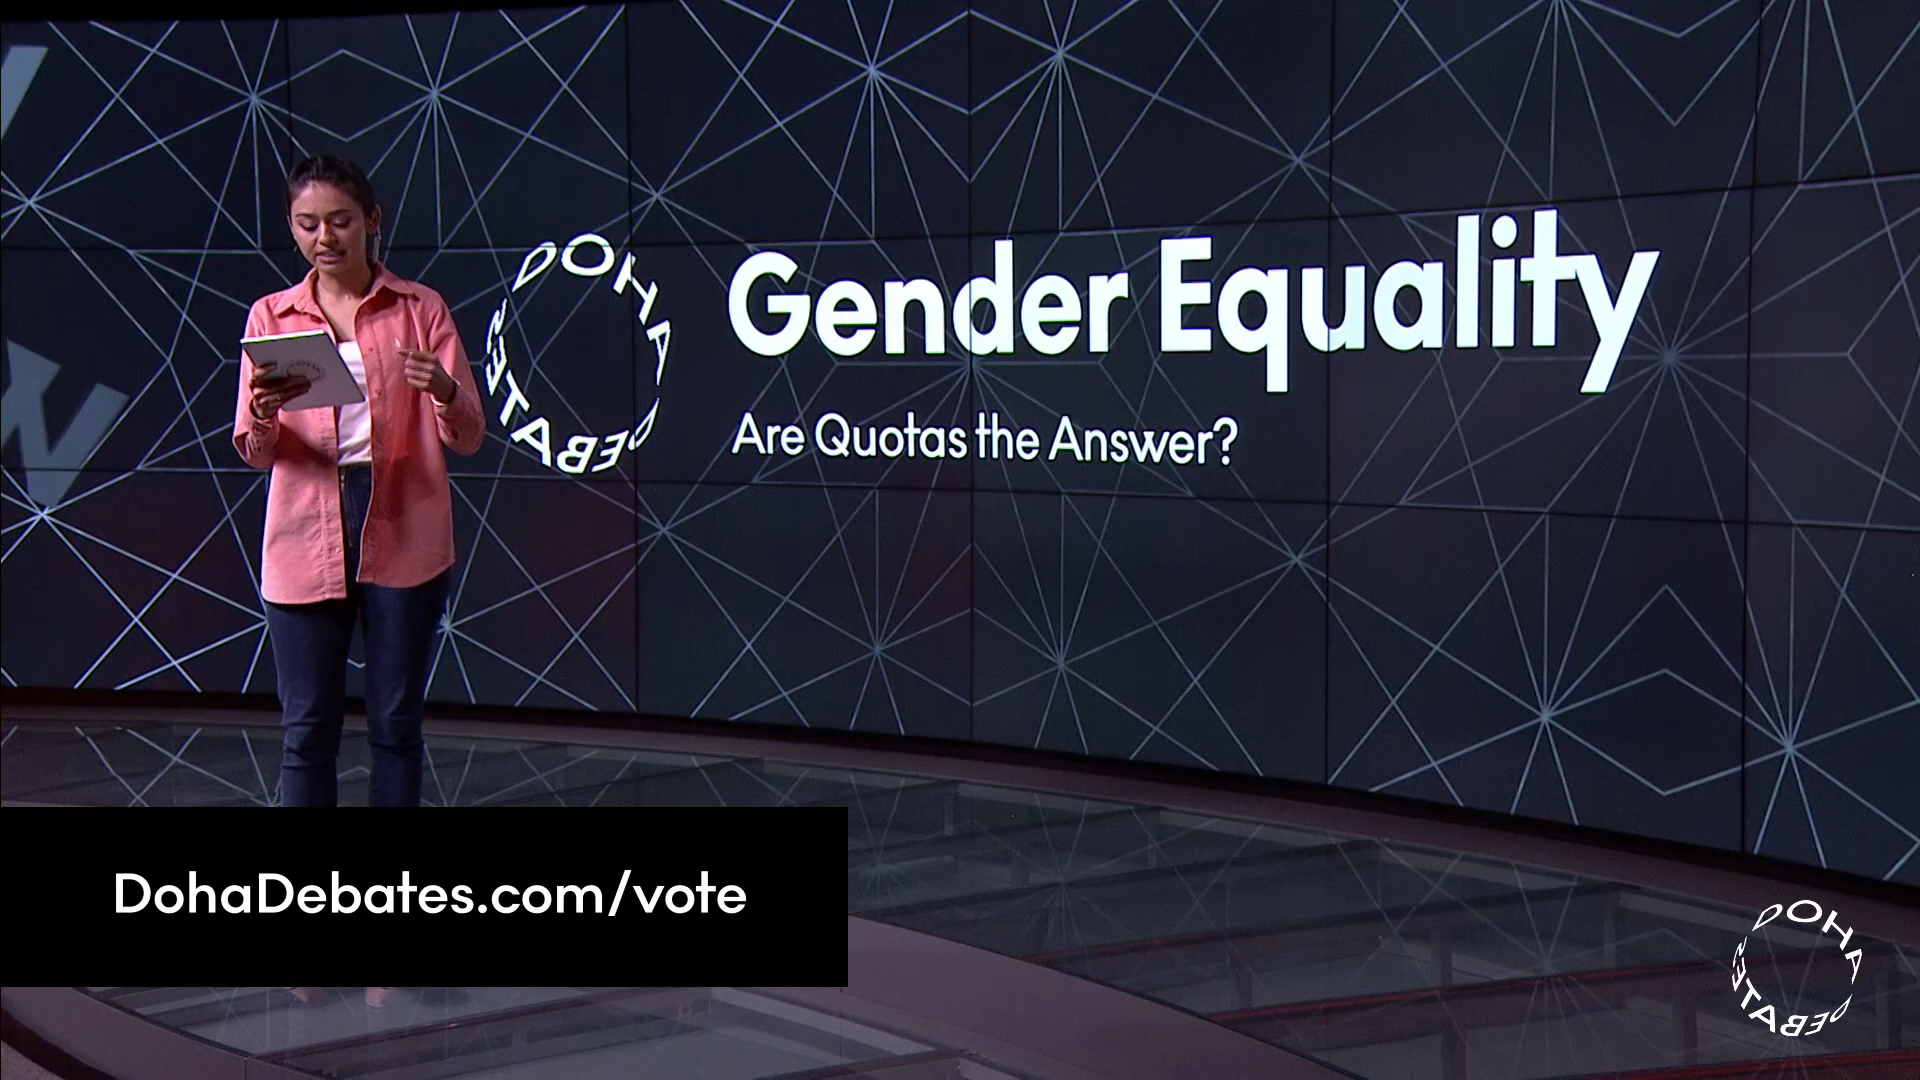 DOHA DEBATES
Gender Equality
Are Quotas the Answer?
DohaDebates.com/vote
DOHA DEBATES